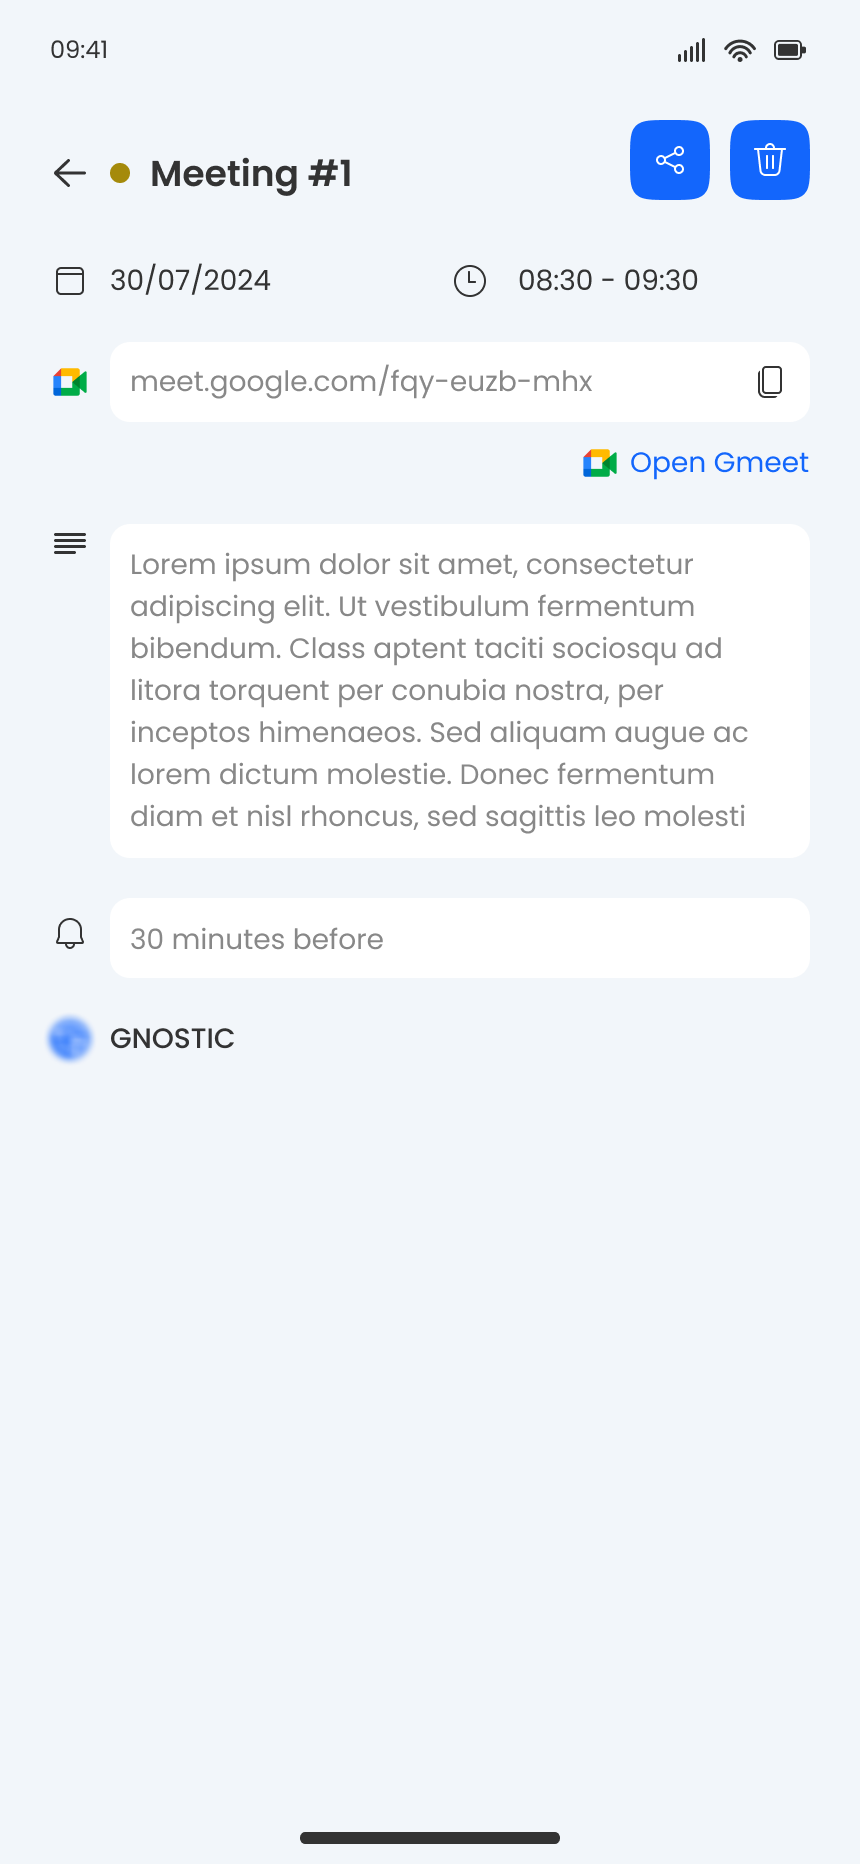 09:41
Meeting #1
30/07/2024
08:30 - 09:30
meet.google.com/fqy-euzb-mhx
Open Gmeet
Lorem ipsum dolor sit amet, consectetur
adipiscing elit. Ut vestibulum fermentum
bibendum. Class aptent taciti sociosqu ad
litora torquent per conubia nostra, per
inceptos himenaeos. Sed aliquam augue ac
lorem dictum molestie. Donec fermentum
diam et nisl rhoncus, sed sagittis leo molesti
30 minutes before
GNOSTIC